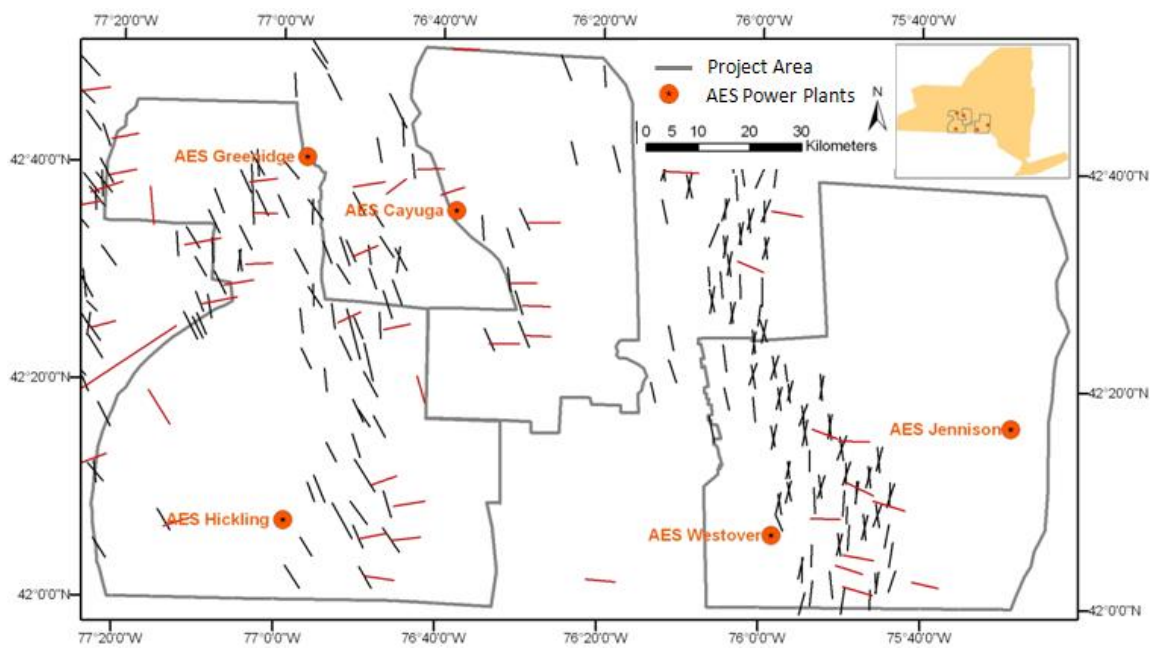 77°20'0"W 77°0'0"W 76°40'0"W 76°20'0"W 76°0'0"W 75°40'0"W
Project Area
AES Power Plants
N
0 5 10 20 30
Kilometers
42°40'0"N AES Greenidge 42°40'0"N
AES Cayuga
42°20'0"N 42°20'0"N
AES Jennison
AES Hickling AES Westover
42°0'0"N 42°0'0"N
77°20'0"W 77°0'0"W 76°40'0"W 76°20'0"W 76°0'0"W 75°40'0"W